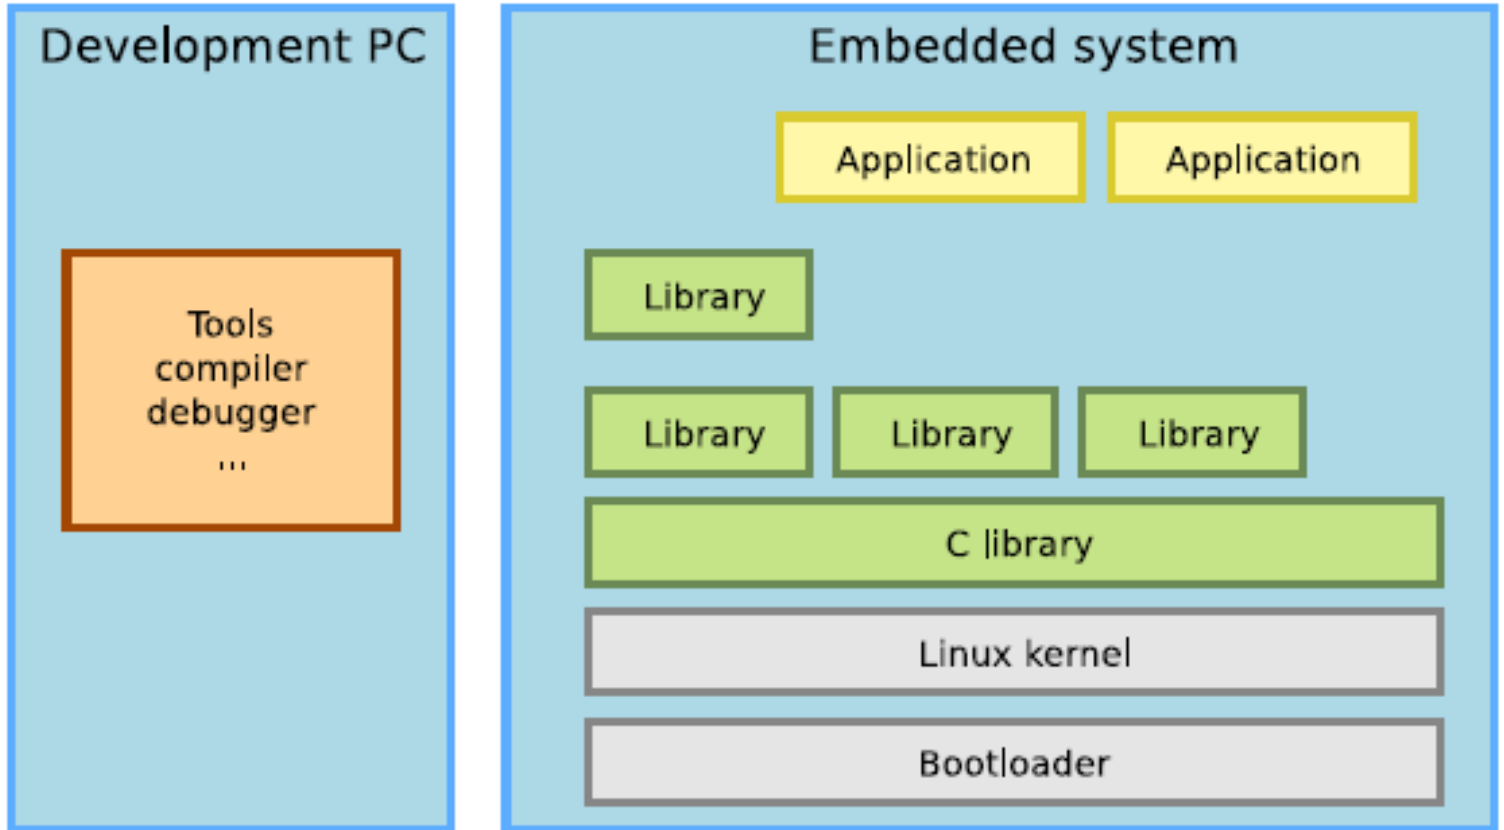 Development PC
Tools
compiler
debugger
...
Embedded system
Application
Application
Library
Library
Library
Library
C library
Linux kernel
Bootloader